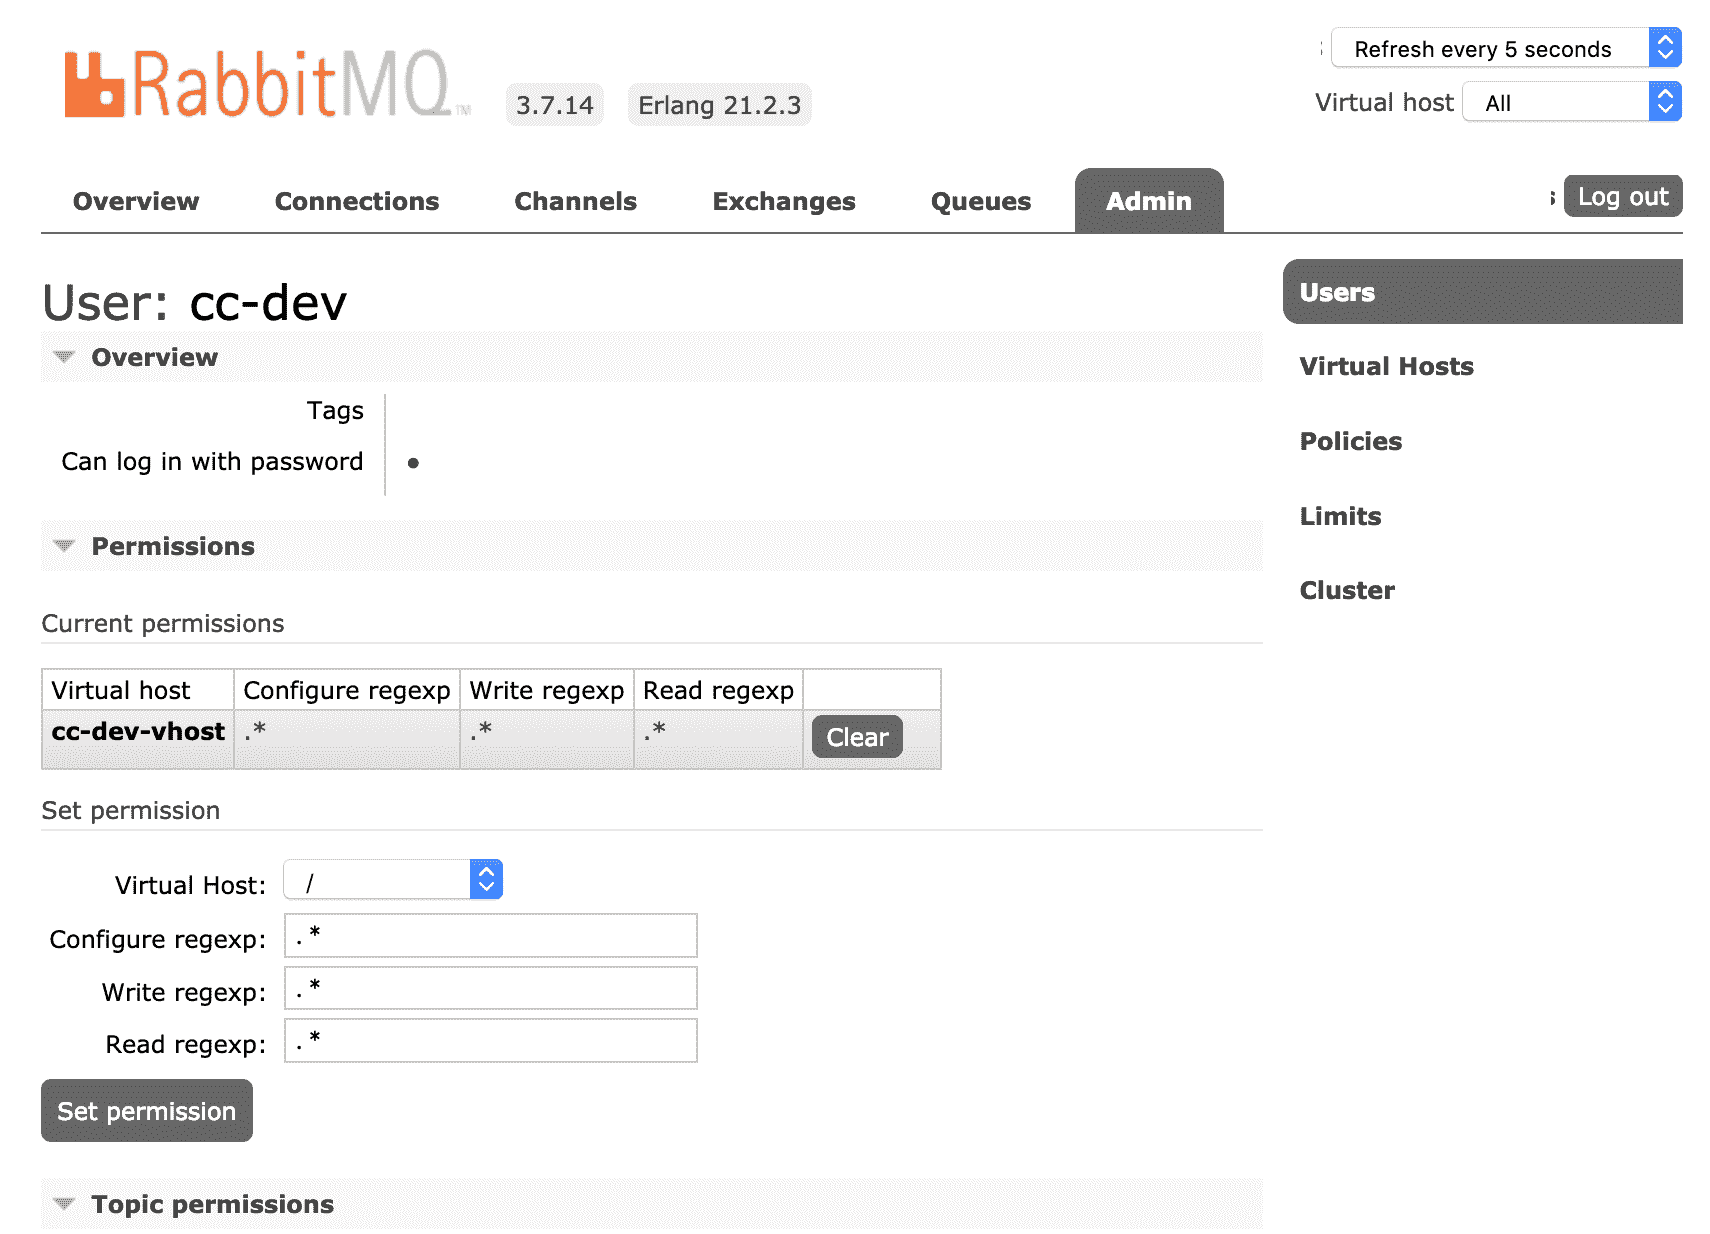 RabbitMQ TM 3.7.14 Erlang 21.2.3
Refresh every 5 seconds
Virtual host All
Overview Connections Channels Exchanges Queues Admin Log out
User: cc-dev
Overview
Tags
Can log in with password •
Permissions
Current permissions
Virtual host Configure regexp Write regexp Read regexp
cc-dev-vhost .* .* .* Clear
Set permission
Virtual Host: /
Configure regexp: .*
Write regexp: .*
Read regexp: .*
Set permission
Topic permissions
Users
Virtual Hosts
Policies
Limits
Cluster